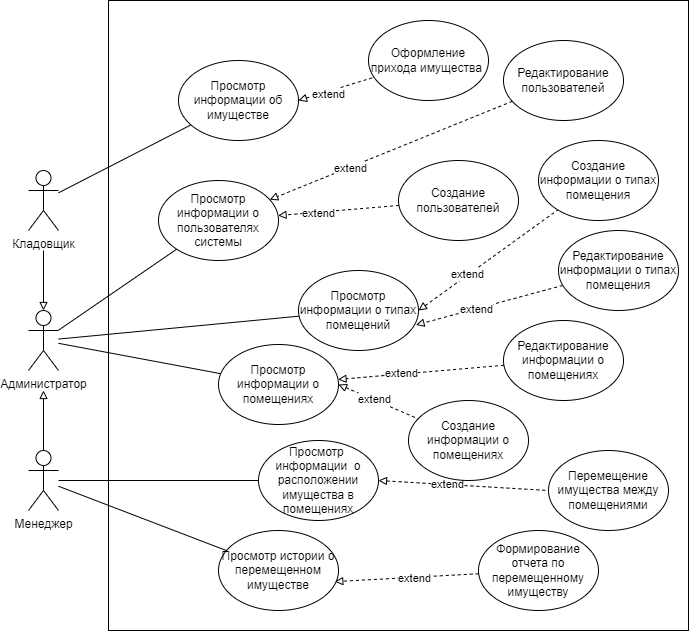 Оформление
прихода имущества
Просмотр
информации об
имуществе
extend
Редактирование
пользователей
Кладовщик
Просмотр
информации о
пользователях
системы
extend
extend
Создание
пользователей
Создание
информации о типах
помещения
Редактирование
информации о типах
помещения
Просмотр
информации о типах
помещений
extend
extend
Администратор
Просмотр
информации о
помещениях
extend
extend
Редактирование
информации о
помещениях
Создание
информации о
помещениях
Менеджер
Просмотр
информации  о
расположении
имущества в
помещениях
extend
Перемещение
имущества между
помещениями
Просмотр истории о
перемещенном
имуществе
extend
Формирование
отчета по
перемещенному
имуществу